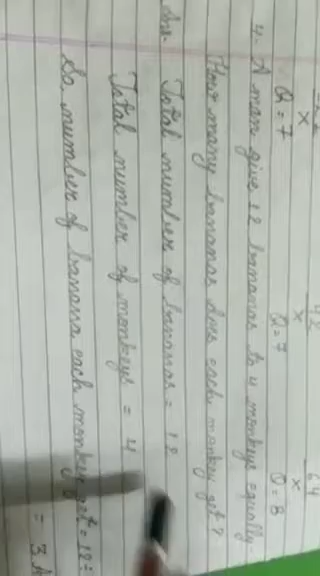 42 64
x x x
Q = 7 Q = 7 Q = 8
4. A man give 12 bananas to 4 monkeys equally.
How many bananas does each monkey get?
Ans. Total number of bananas = 12
Total number of monkeys = 4
So, number of banana each monkey get = 12 ÷
= 3